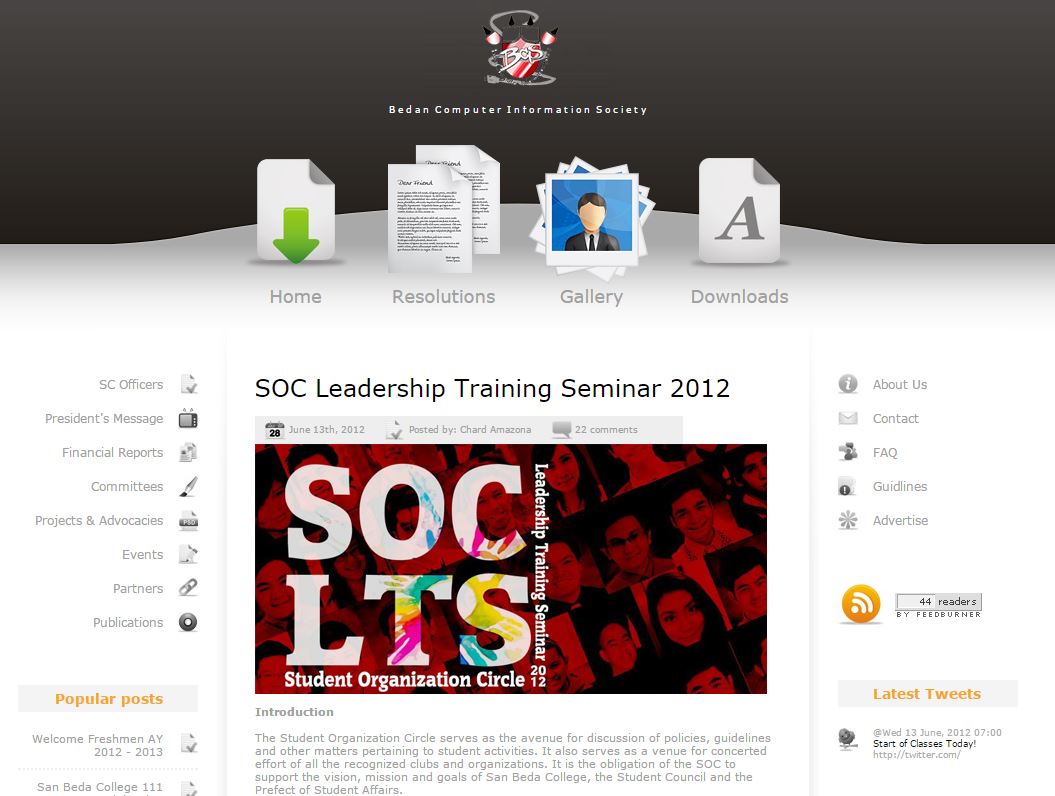 BCIS
Bedan Computer Information Society
Dear Friend
Dear Friend
A
Home
Resolutions
Gallery
Downloads
SC Officers
President's Message
Financial Reports
Committees
Projects & Advocacies
PSD
Events
Partners
Publications
Popular posts
Welcome Freshmen AY
2012 - 2013
San Beda College 111
SOC Leadership Training Seminar 2012
28
June 13th, 2012
Posted by: Chard Amazona
22 comments
SOC
LTS
Leadership Training Seminar 2012
Student Organization Circle
Introduction
The Student Organization Circle serves as the avenue for discussion of policies, guidelines
and other matters pertaining to student activities. It also serves as a venue for concerted
effort of all the recognized clubs and organizations. It is the obligation of the SOC to
support the vision, mission and goals of San Beda College, the Student Council and the
Prefect of Student Affairs.
About Us
Contact
FAQ
Guidlines
Advertise
44 readers
BY FEEDBURNER
Latest Tweets
@Wed 13 June, 2012 07:00
Start of Classes Today!
http://twitter.com/